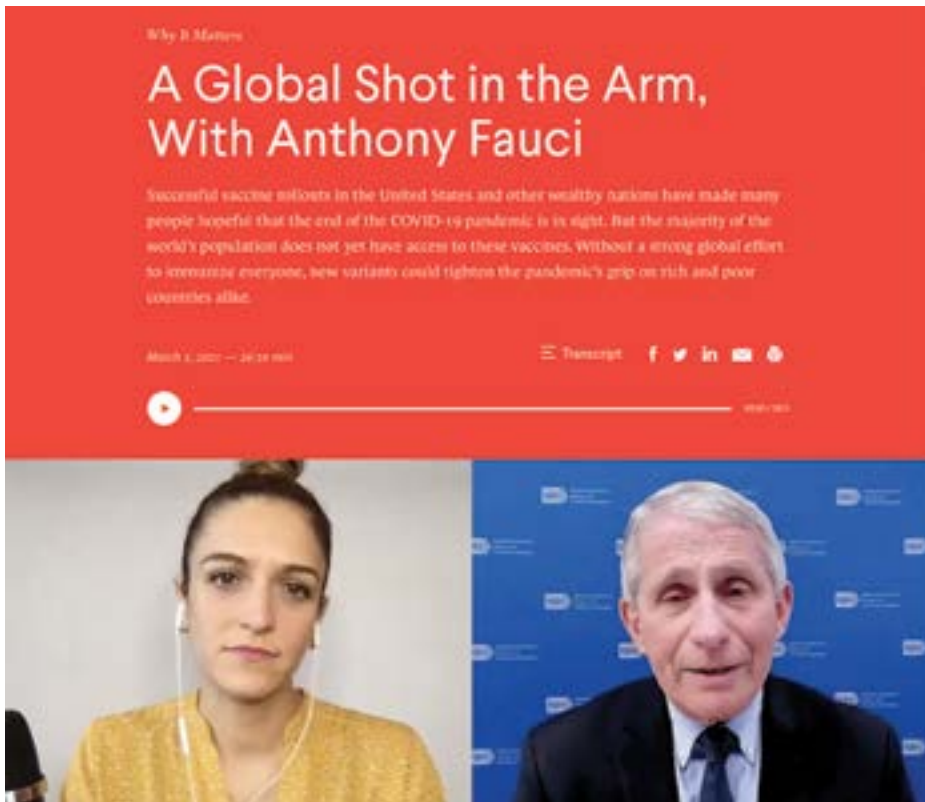 Why It Matters
A Global Shot in the Arm,
With Anthony Fauci
Successful vaccine rollouts in the United States and other wealthy nations have made many
people hopeful that the end of the COVID-19 pandemic is in sight. But the majority of the
world's population does not yet have access to these vaccines. Without a strong global effort
to immunize everyone, new variants could tighten the pandemic's grip on rich and poor
countries alike.
Transcript